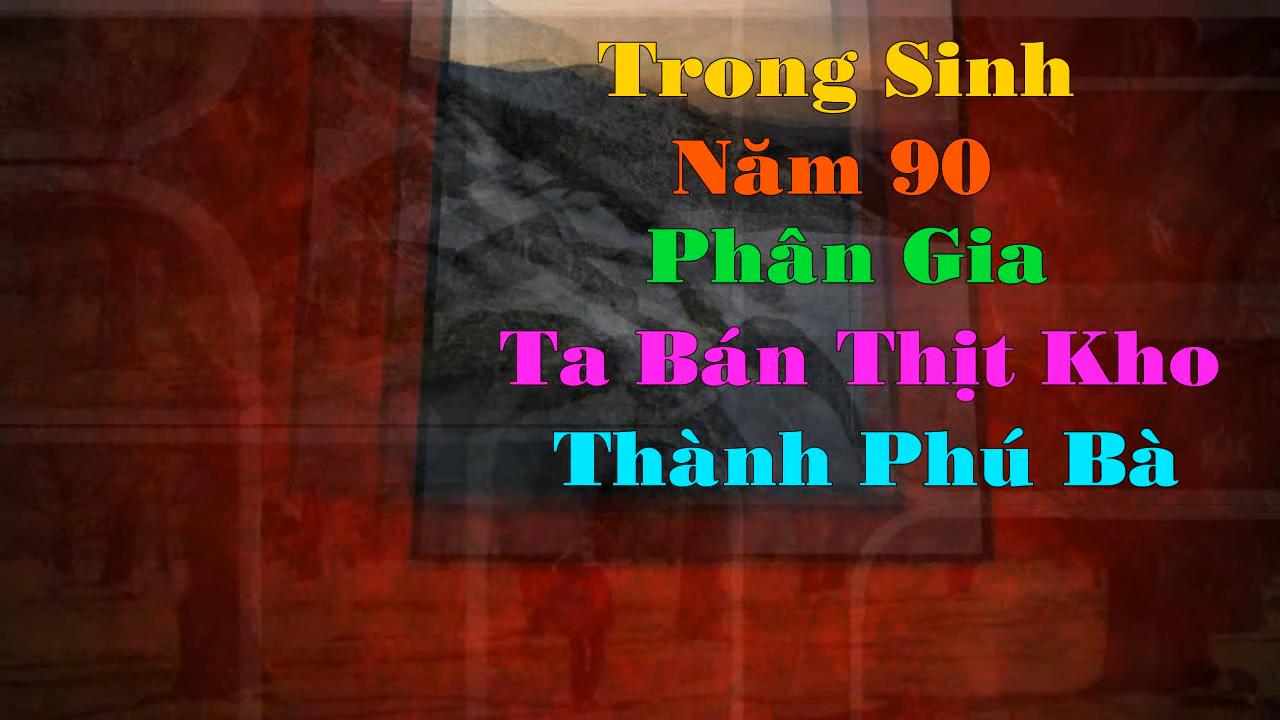 Trong Sinh
Năm 90
Phân Gia
Ta Bán Thịt Kho
Thành Phú Bà